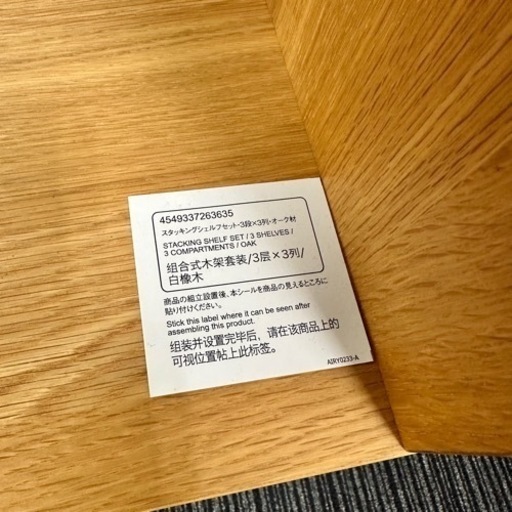 4549337263635
スタッキングシェルフセット・3段×3列・オーク材
STACKING SHELF SET / 3 SHELVES /
3 COMPARTMENTS / OAK
组合式木架套装/3层×3列/
白橡木
商品の組立設置後、本シールを商品の見えるところに
貼り付けください。
Stick this label where it can be seen after
assembling this product.
组装并设置完毕后，请在该商品上的
可视位置帖上此标签。
AIRY0233-A